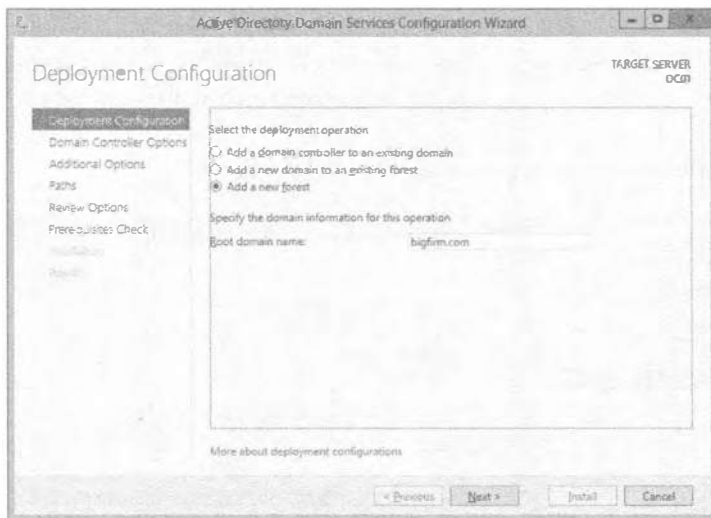 Active Directory Domain Services Configuration Wizard
Deployment Configuration
TARGET SERVER
Deployment Configuration
Domain Controller Options
Additional Options
Paths
Review Options
Prerequisites Check
Select the deployment operation
Add a domain controller to an existing domain
Add a new domain to an existing forest
Add a new forest
Specify the domain information for this operation
Root domain name: bigfirm.com
More about deployment configurations
< Previous Next > Install Cancel